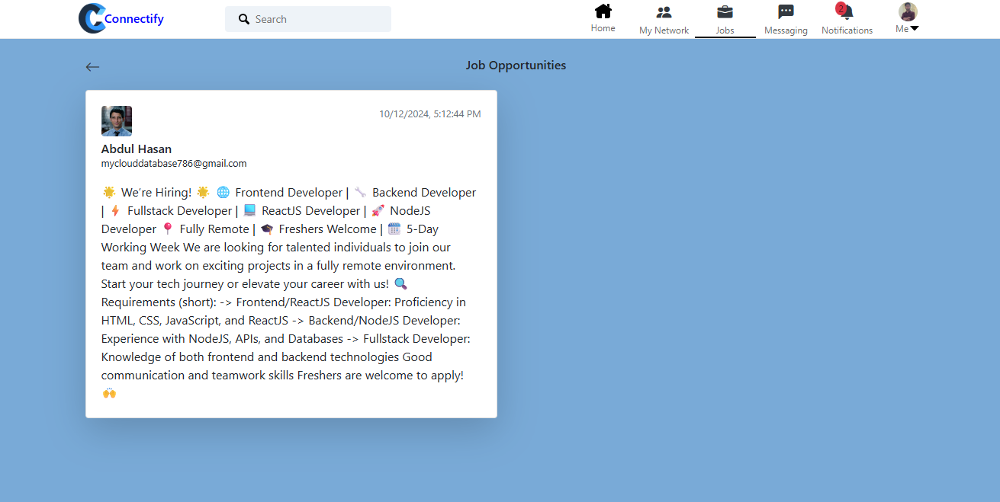 Connectify
Search
Home
My Network
Jobs
Messaging
2
Notifications
Me
Job Opportunities
10/12/2024, 5:12:44 PM
Abdul Hasan
myclouddatabase786@gmail.com
🌟 We’re Hiring! 🌟 🌐 Frontend Developer | 🔧 Backend Developer
| ⚡ Fullstack Developer | 💻 ReactJS Developer | 🚀 NodeJS
Developer 📍 Fully Remote | 🎓 Freshers Welcome | 🗓️ 5-Day
Working Week We are looking for talented individuals to join our
team and work on exciting projects in a fully remote environment.
Start your tech journey or elevate your career with us! 🔍
Requirements (short): -> Frontend/ReactJS Developer: Proficiency in
HTML, CSS, JavaScript, and ReactJS -> Backend/NodeJS Developer:
Experience with NodeJS, APIs, and Databases -> Fullstack Developer:
Knowledge of both frontend and backend technologies Good
communication and teamwork skills Freshers are welcome to apply!
🙌